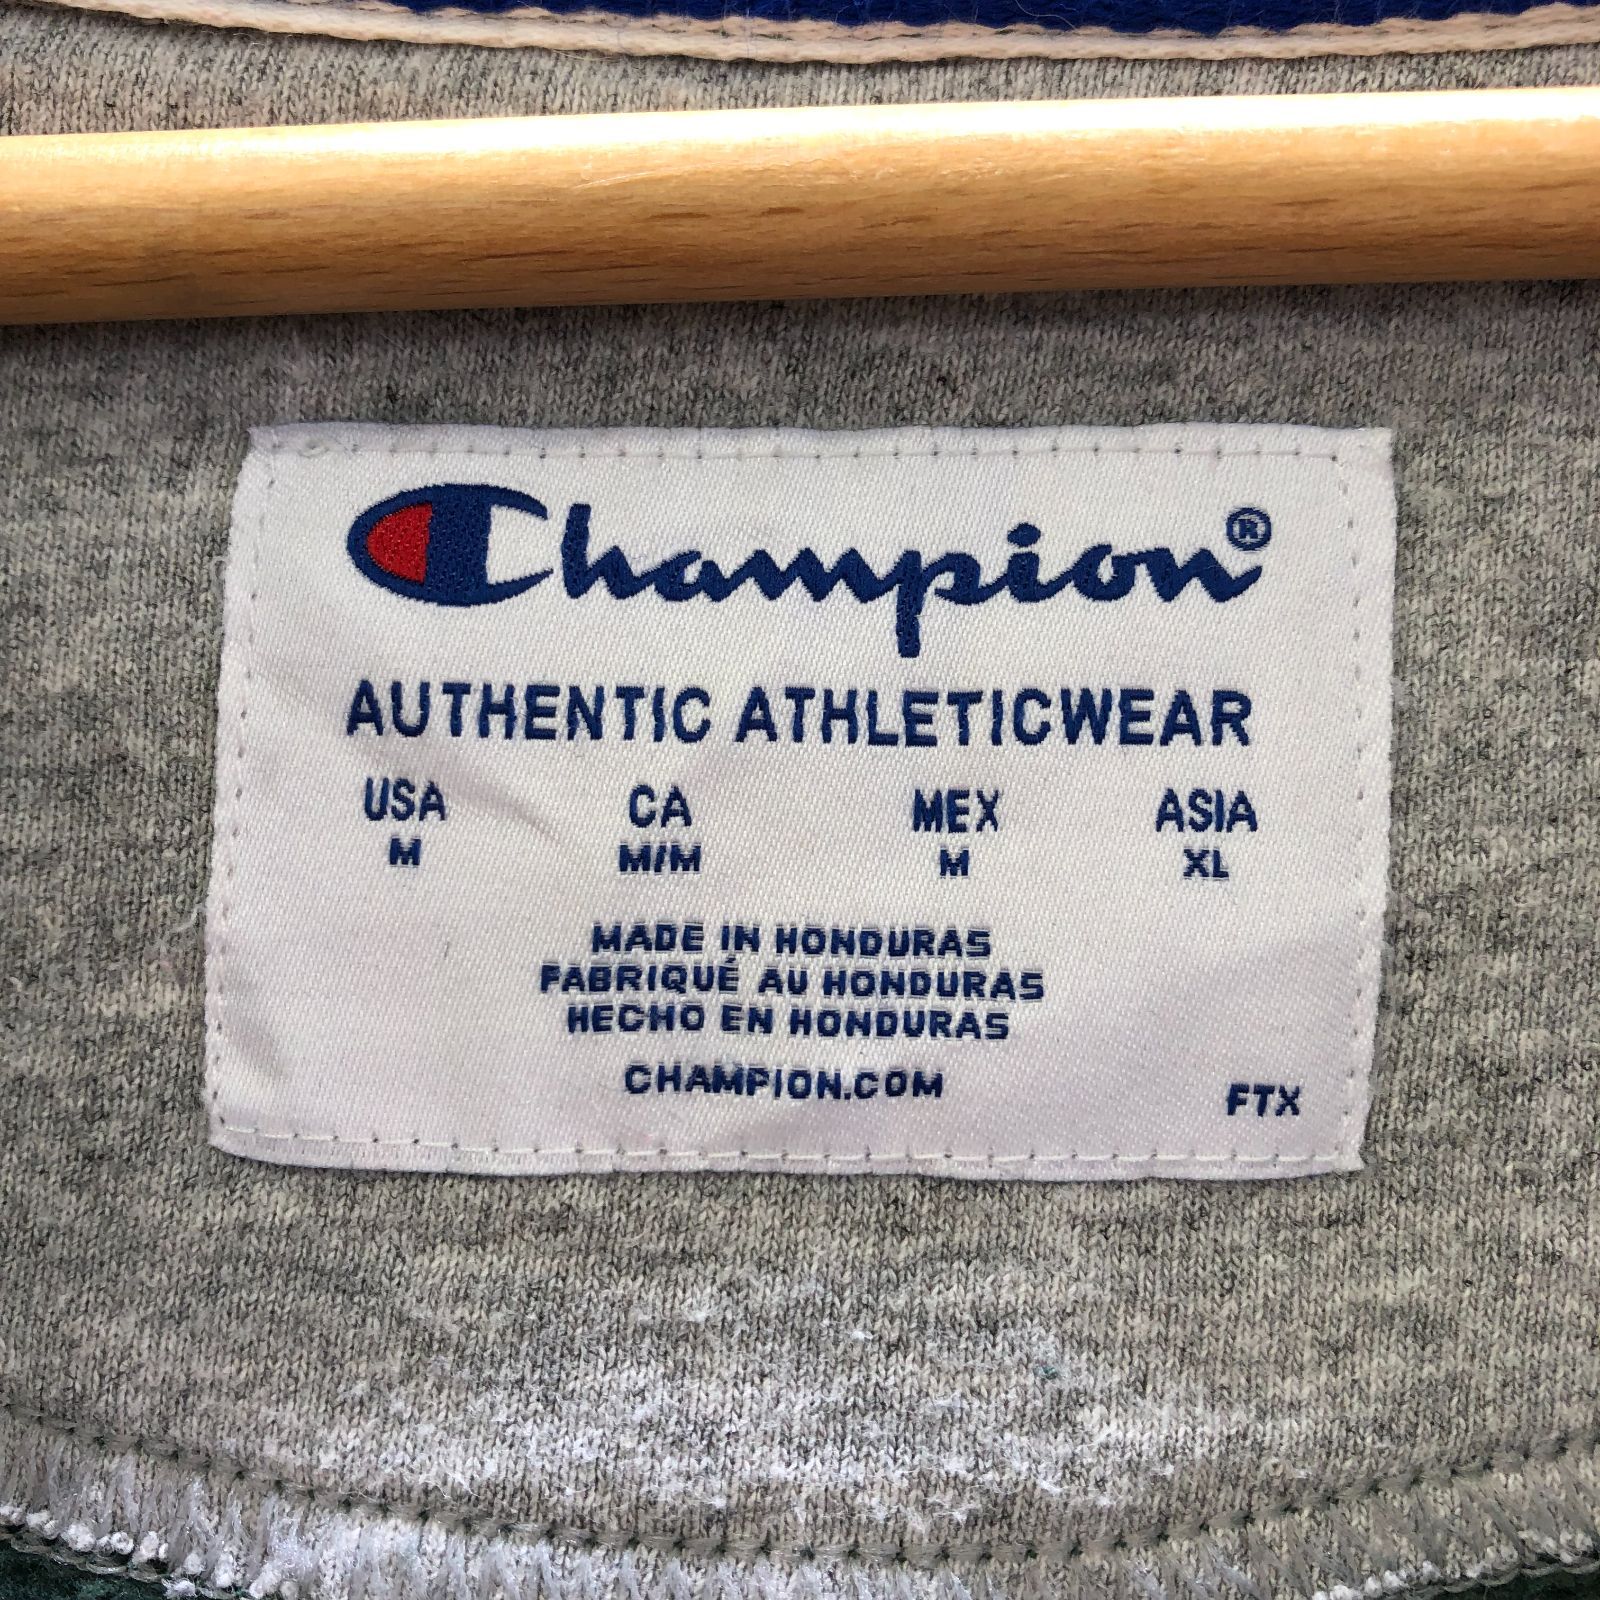 Champion®
AUTHENTIC ATHLETICWEAR
USA CA MEX ASIA
M M/M M XL
MADE IN HONDURAS
FABRIQUÉ AU HONDURAS
HECHO EN HONDURAS
CHAMPION.COM
FTX